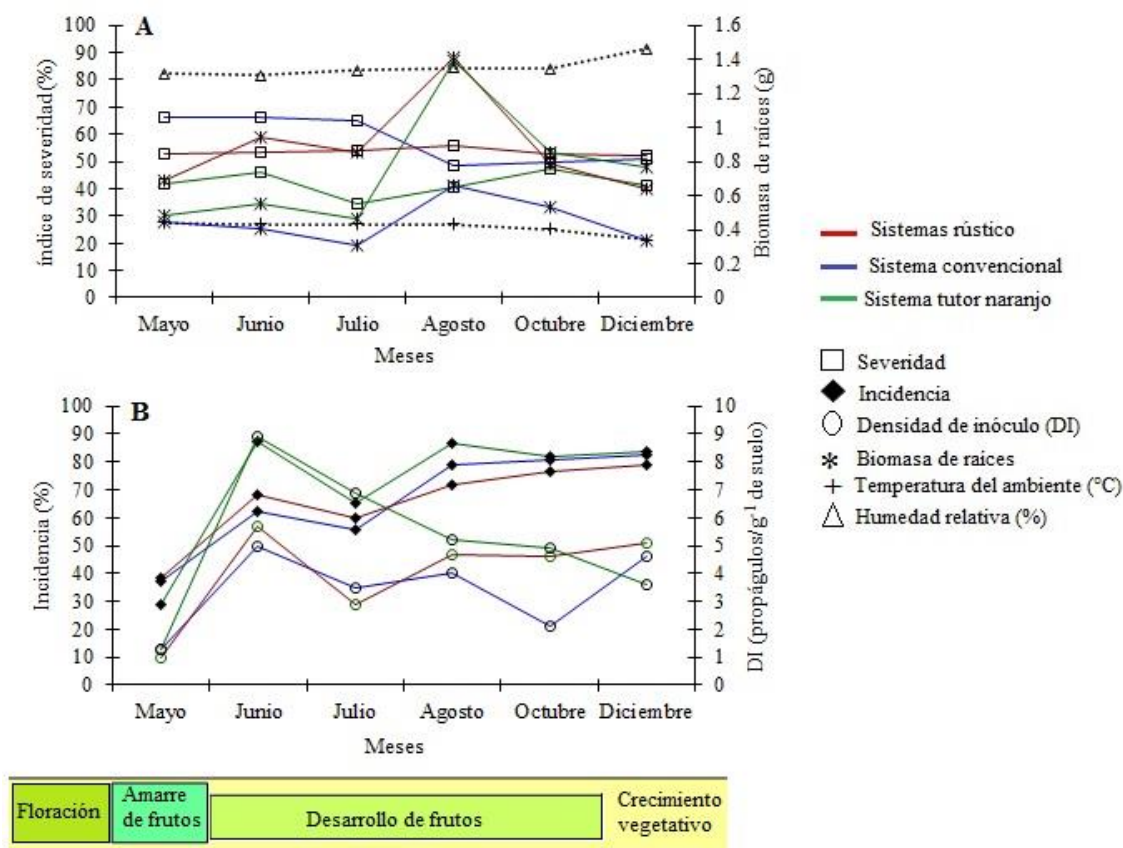 A
100
90
80
70
60
50
40
30
20
10
0
índice de severidad (%)
1.6
1.4
1.2
1
0.8
0.6
0.4
0.2
0
Biomasa de raíces (g)
Mayo Junio Julio Agosto Octubre Diciembre
Meses
Sistemas rústico
Sistema convencional
Sistema tutor naranjo
Severidad
Incidencia
Densidad de inóculo (DI)
Biomasa de raices
Temperatura del ambiente (°C)
Humedad relativa (%)
B
100
90
80
70
60
50
40
30
20
10
0
Incidencia (%)
10
9
8
7
6
5
4
3
2
1
0
DI (propágulos/g-1 de suelo)
Mayo Junio Julio Agosto Octubre Diciembre
Meses
Floración
Amarre
de frutos
Desarrollo de frutos
Crecimiento
vegetativo